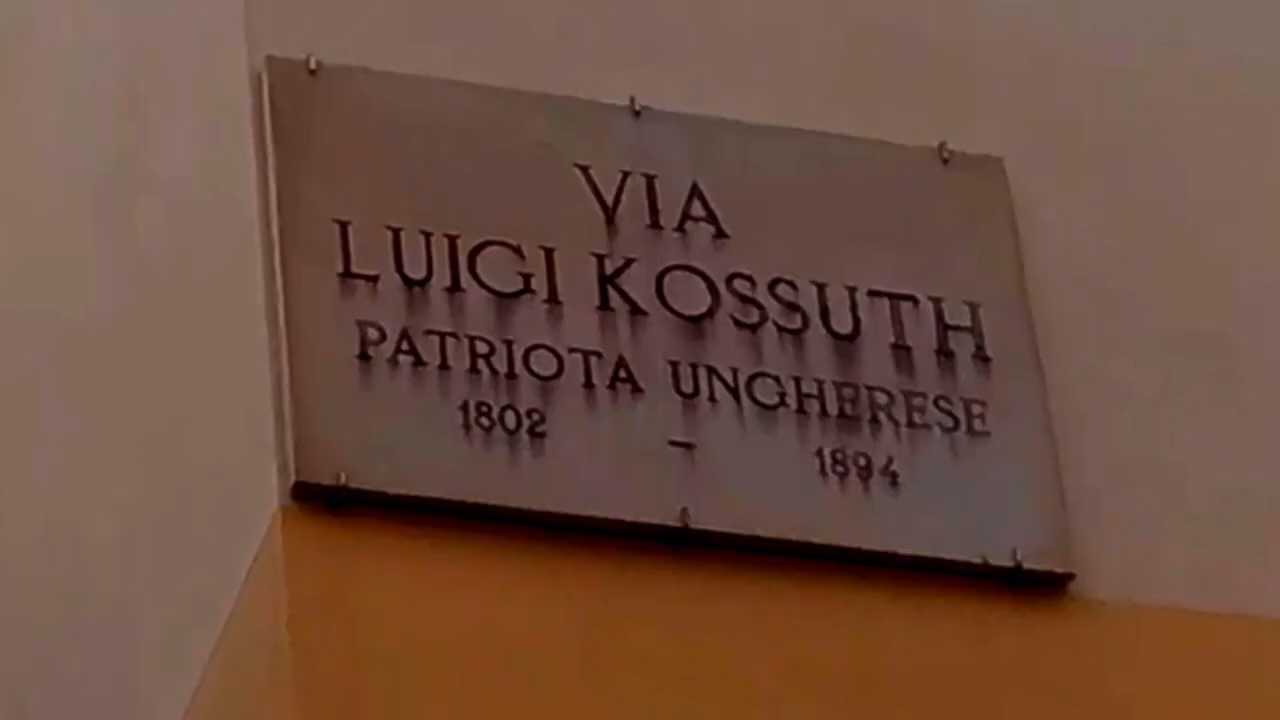 VIA
LUIGI KOSSUTH
PATRIOTA UNGHERESE
1802 – 1894